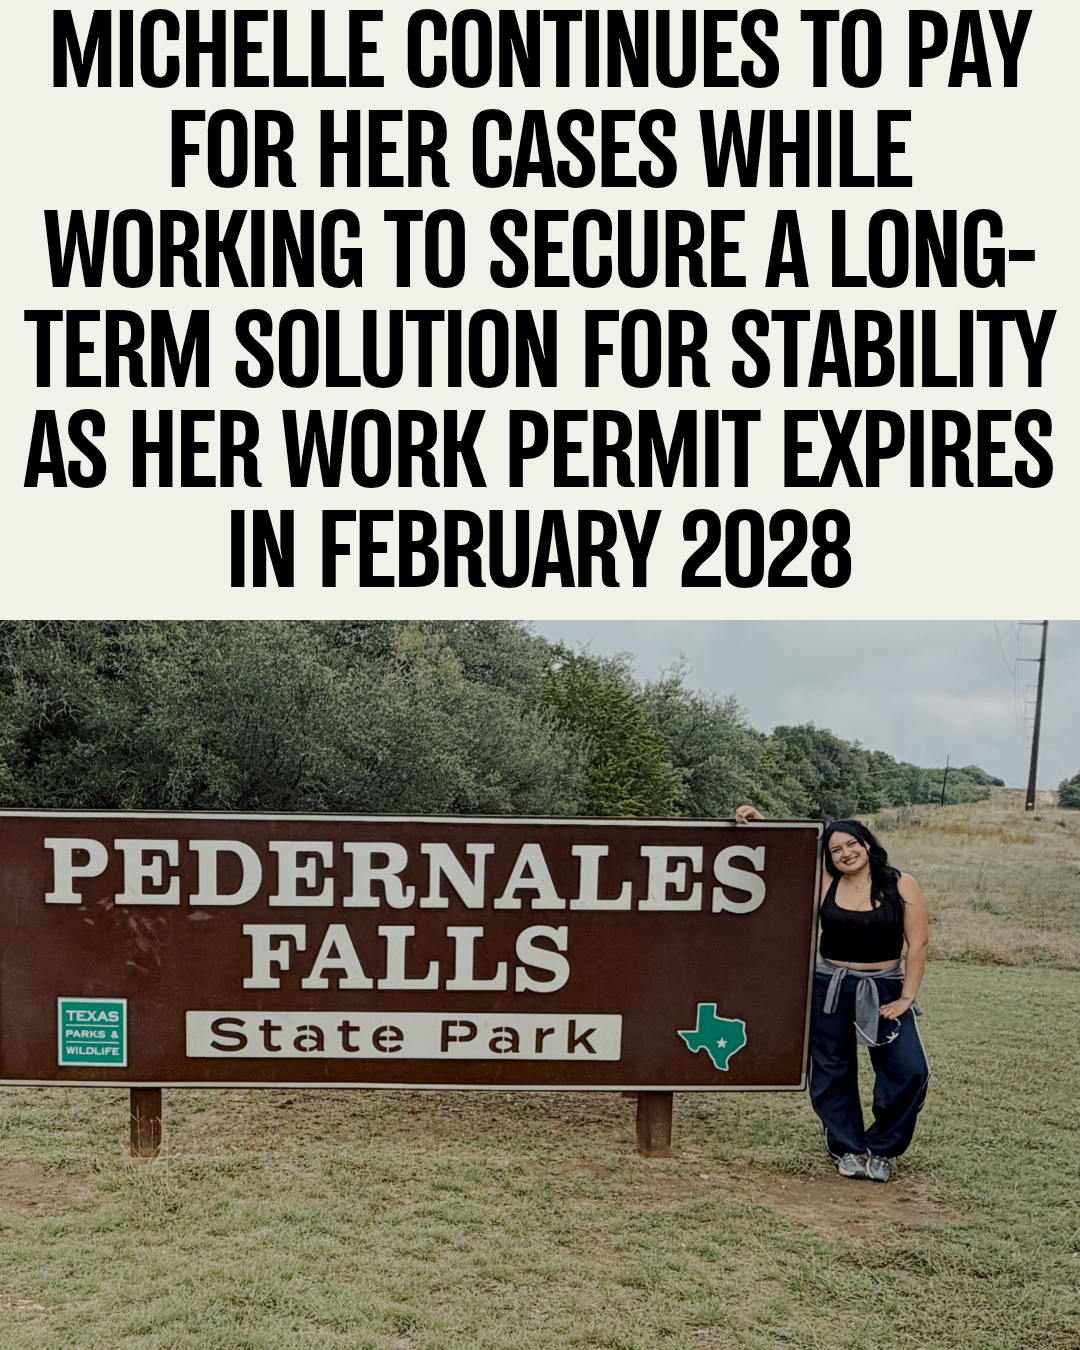 MICHELLE CONTINUES TO PAY
FOR HER CASES WHILE
WORKING TO SECURE A LONG-
TERM SOLUTION FOR STABILITY
AS HER WORK PERMIT EXPIRES
IN FEBRUARY 2028
PEDERNALES
FALLS
State Park
TEXAS
PARKS &
WILDLIFE